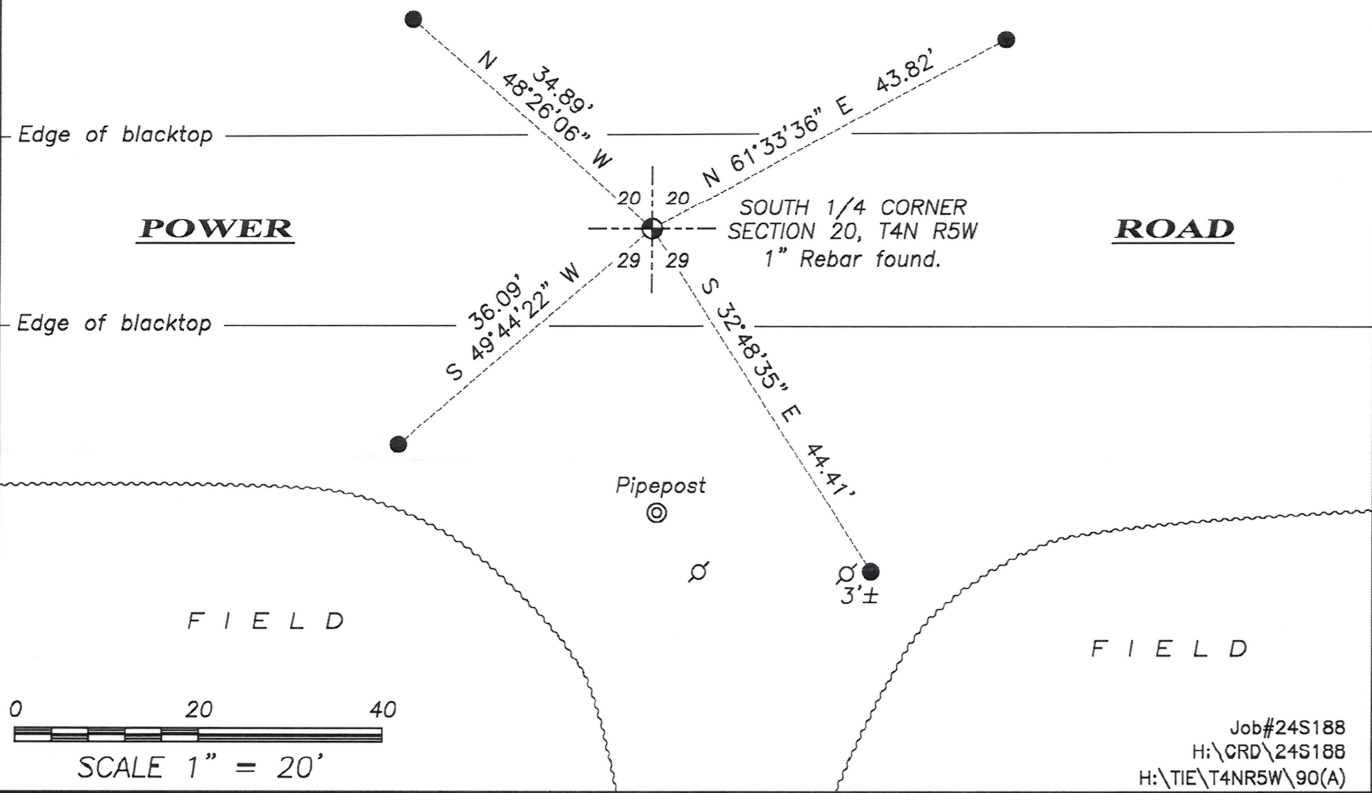 34.89'
N 48°26'06" W
N 61°33'36" E 43.82'
Edge of blacktop
20 20
POWER
SOUTH 1/4 CORNER
SECTION 20, T4N R5W
1" Rebar found.
ROAD
29 29
36.09'
S 49°44'22" W
S 32°48'35" E 44.41'
Edge of blacktop
Pipepost
3'±
F I E L D
F I E L D
0 20 40
SCALE 1" = 20'
Job#24S188
H:\CRD\24S188
H:\TIE\T4NR5W\90(A)